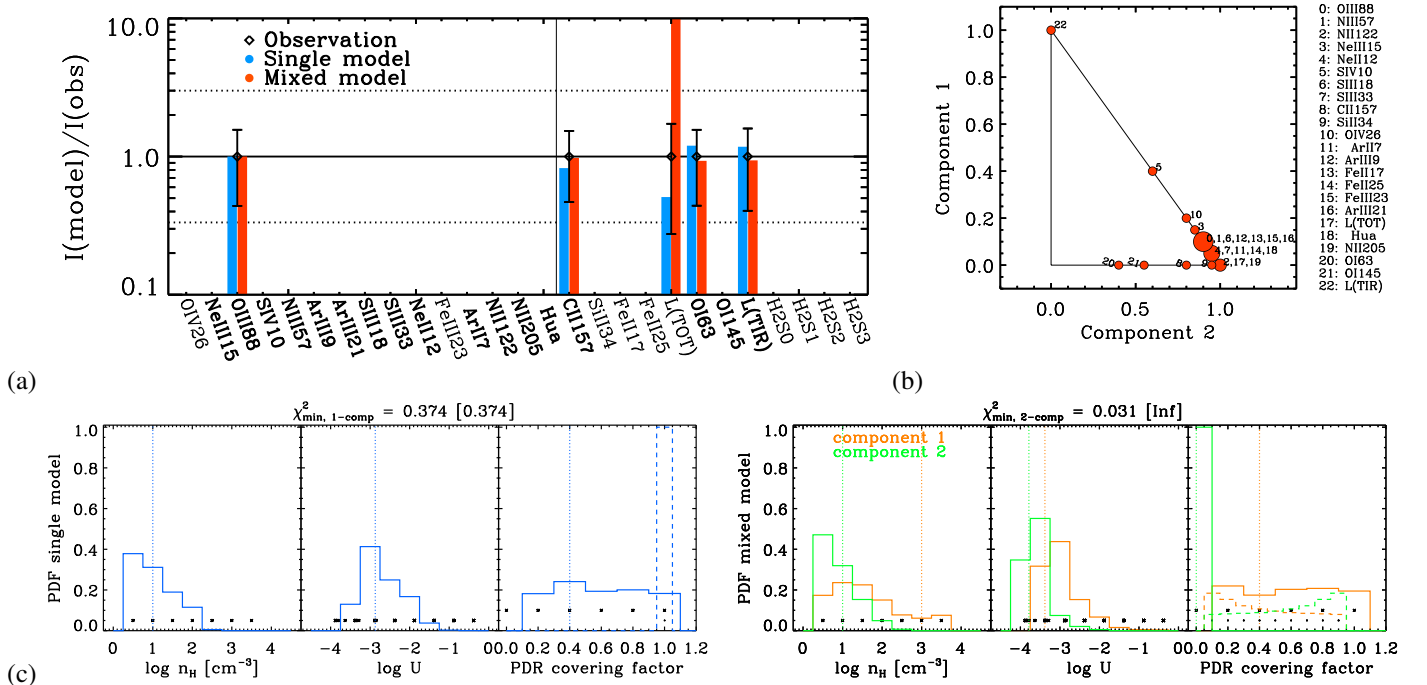 10.0
1.0
0.1
I(model)/I(obs)
Observation
Single model
Mixed model
OIV26
NeIII15
OIII88
SIV10
NIII57
ArIII9
ArIII21
SIII18
SIII33
NeII12
FeIII23
ArII7
NII122
NII205
Hua
CII157
SiII34
FeII17
FeII25
L(TOT)
OI63
OI145
L(TIR)
H2S0
H2S1
H2S2
H2S3
(a)
1.0
0.8
0.6
0.4
0.2
0.0
Component 1
22
5
10
3
0,1,6,12,13,15,16
4,7,11,14,18
2,17,19
20
21
8
9
0.0
0.5
1.0
Component 2
0: OIII88
1: NIII57
2: NII122
3: NeIII15
4: NeII12
5: SIV10
6: SIII18
7: SIII33
8: CII157
9: SiII34
10: OIV26
11: ArII7
12: ArIII9
13: FeII17
14: FeII25
15: FeIII23
16: ArIII21
17: L(TOT)
18: Hua
19: NII205
20: OI63
21: OI145
22: L(TIR)
(b)
χ²min, 1-comp = 0.374 [0.374]
PDF single model
1.0
0.8
0.6
0.4
0.2
0.0
0 1 2 3 4
log nH [cm⁻³]
−4 −3 −2 −1 0
log U
0.0 0.2 0.4 0.6 0.8 1.0 1.2
PDR covering factor
χ²min, 2-comp = 0.031 [Inf]
component 1
component 2
PDF mixed model
1.0
0.8
0.6
0.4
0.2
0.0
0 1 2 3 4
log nH [cm⁻³]
−4 −3 −2 −1 0
log U
0.0 0.2 0.4 0.6 0.8 1.0 1.2
PDR covering factor
(c)